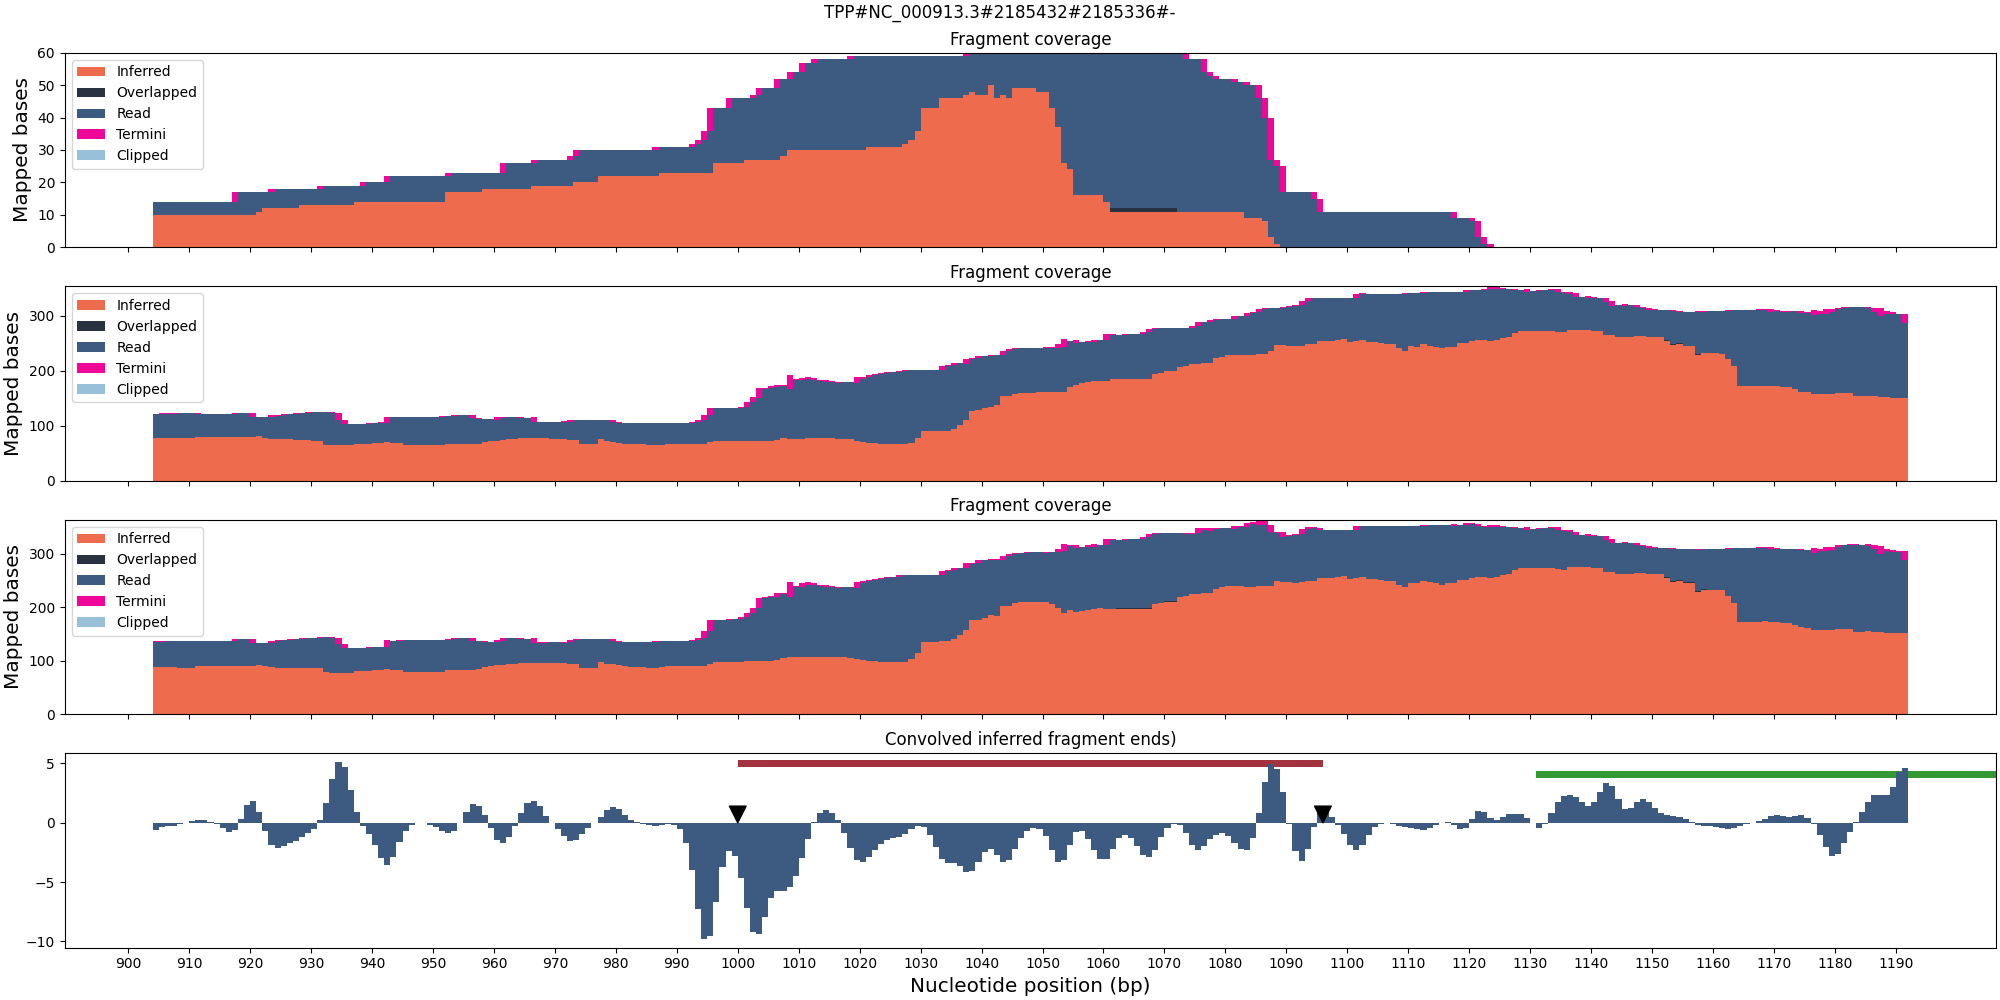 TPP#NC_000913.3#2185432#2185336#-
Fragment coverage
Mapped bases
60
50
40
30
20
10
0
Inferred
Overlapped
Read
Termini
Clipped
Fragment coverage
Mapped bases
300
200
100
0
Inferred
Overlapped
Read
Termini
Clipped
Fragment coverage
Mapped bases
300
200
100
0
Inferred
Overlapped
Read
Termini
Clipped
Convolved inferred fragment ends)
5
0
−5
−10
900 910 920 930 940 950 960 970 980 990 1000 1010 1020 1030 1040 1050 1060 1070 1080 1090 1100 1110 1120 1130 1140 1150 1160 1170 1180 1190
Nucleotide position (bp)